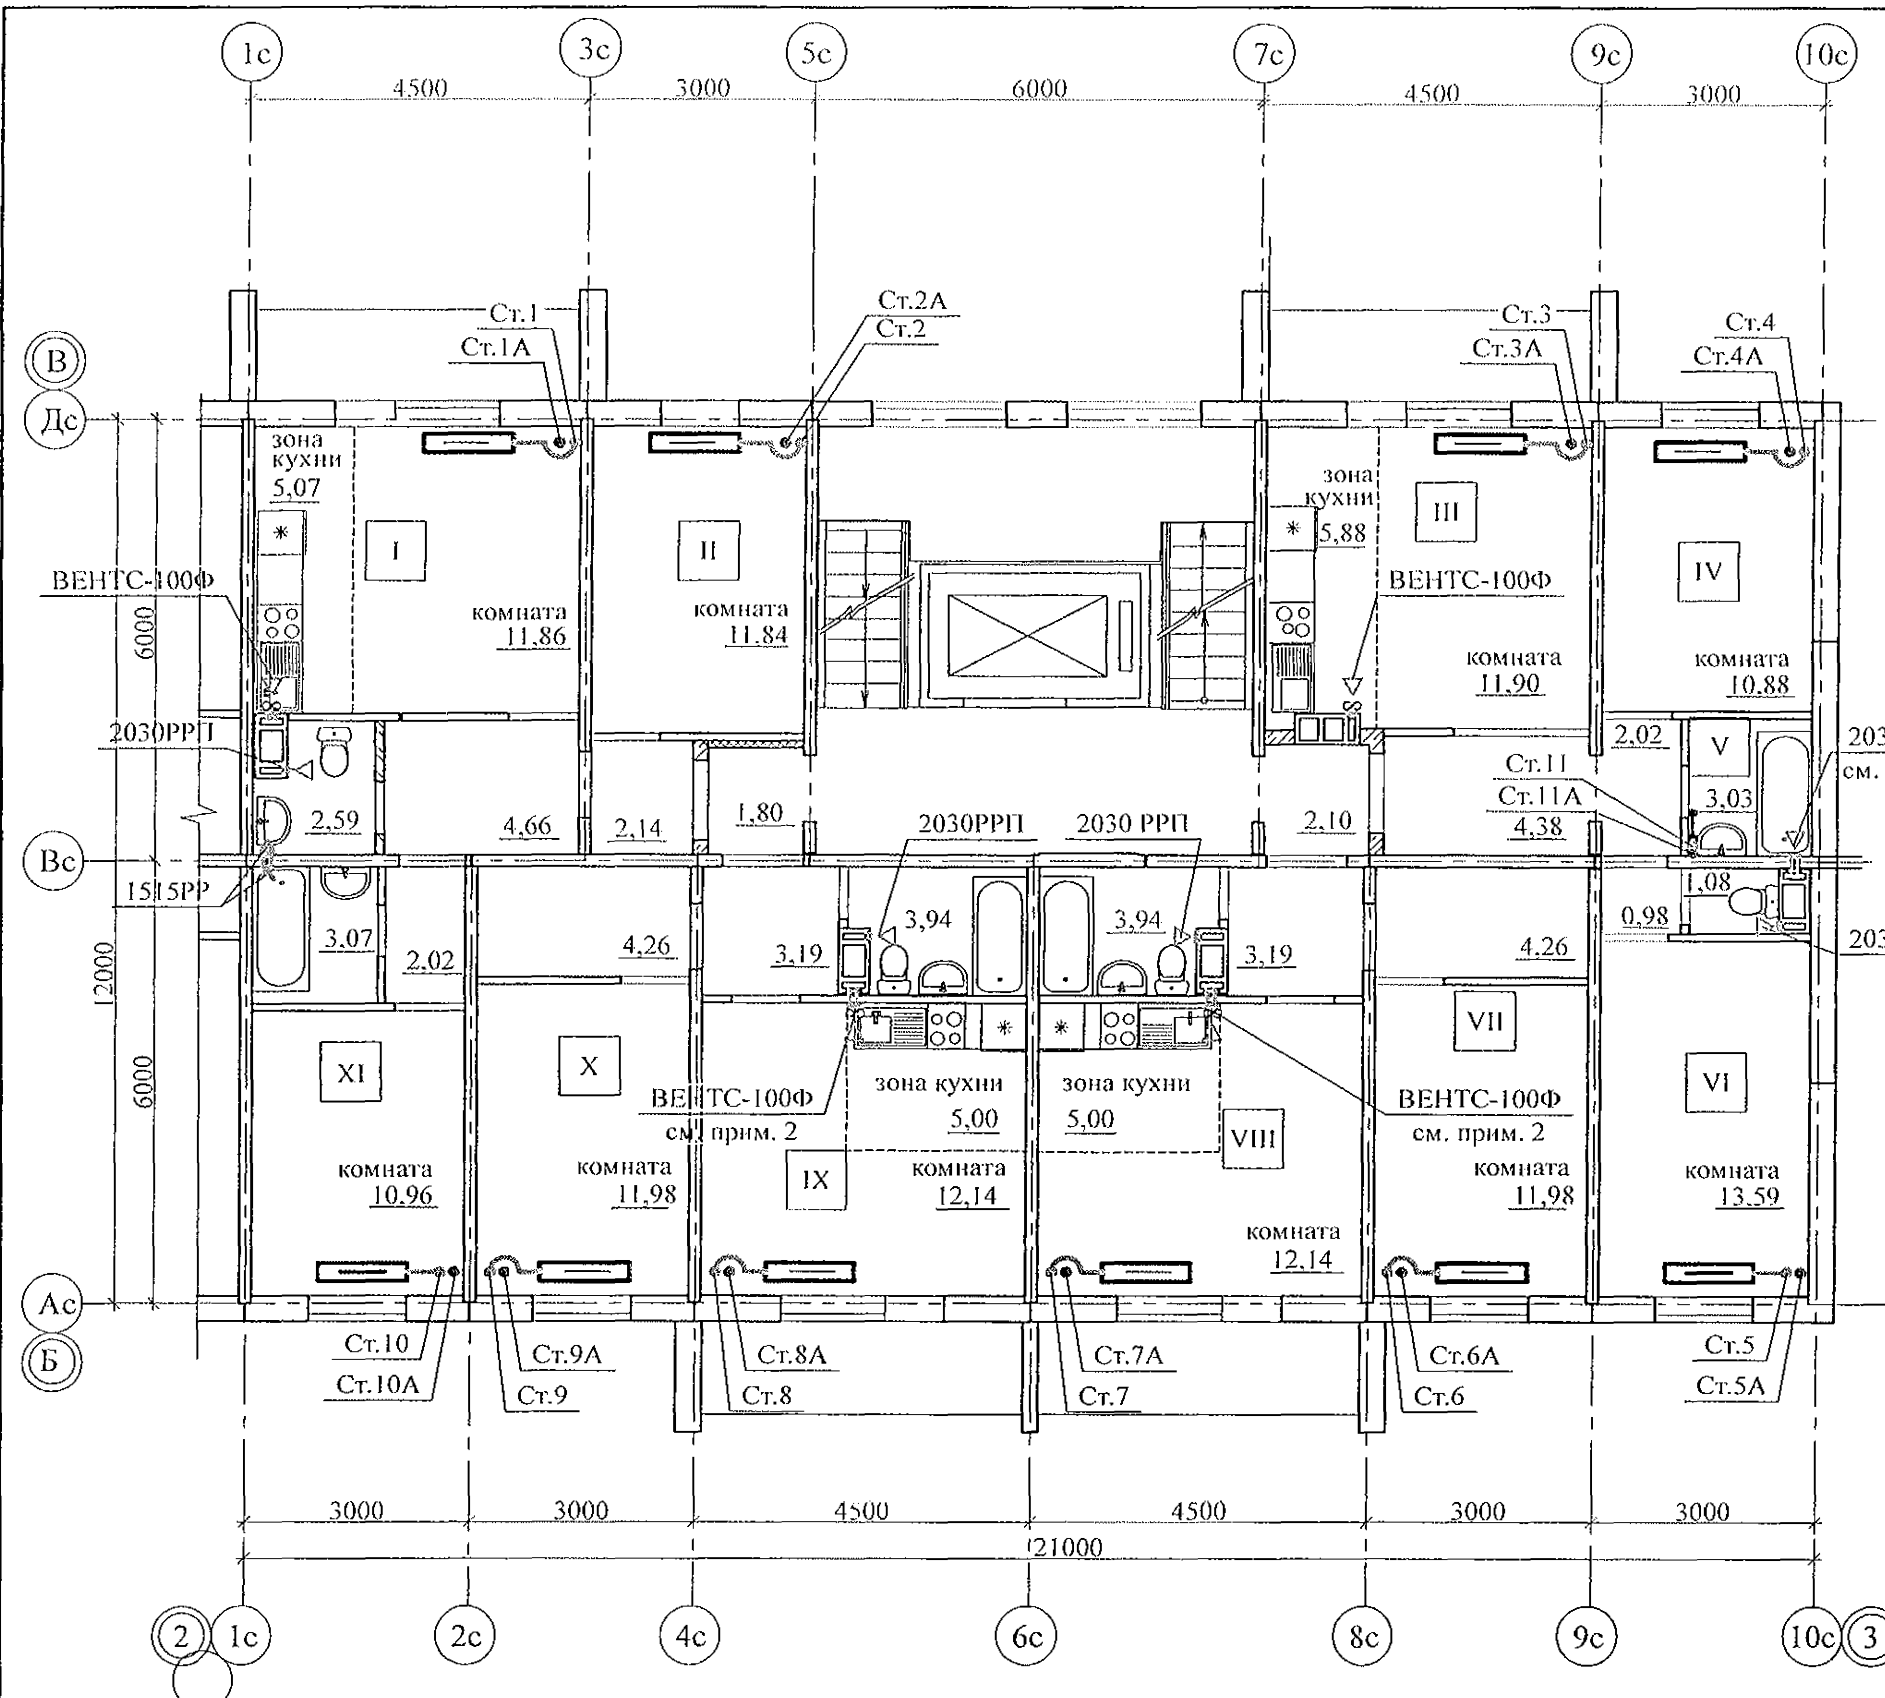 1с
3с
5с
7с
9с
10с
4500
3000
6000
4500
3000
Ст.1
Ст.1А
Ст.2А
Ст.2
Ст.3
Ст.3А
Ст.4
Ст.4А
В
Дс
зона
кухни
5,07
зона
кухни
5,88
I
II
III
IV
ВЕНТС-100Ф
ВЕНТС-100Ф
комната
11,86
комната
11.84
комната
11,90
комната
10,88
6000
2030РРП
2,59
4,66
2,14
1,80
2030РРП
2030 РРП
2,10
Ст.11
Ст.11А
4,38
2,02
V
3,03
203
см.
Вс
1515РР
3,07
2,02
4,26
3,19
3,94
3,94
3,19
4,26
0,98
1,08
203
12000
6000
XI
X
VII
VI
зона кухни
5,00
зона кухни
5,00
ВЕНТС-100Ф
см. прим. 2
ВЕНТС-100Ф
см. прим. 2
VIII
IX
комната
10.96
комната
11,98
комната
12,14
комната
12,14
комната
11,98
комната
13.59
Ас
Б
Ст.10
Ст.10А
Ст.9А
Ст.9
Ст.8А
Ст.8
Ст.7А
Ст.7
Ст.6А
Ст.6
Ст.5
Ст.5А
3000
3000
4500
4500
3000
3000
21000
2
1с
2с
4с
6с
8с
9с
10с
3